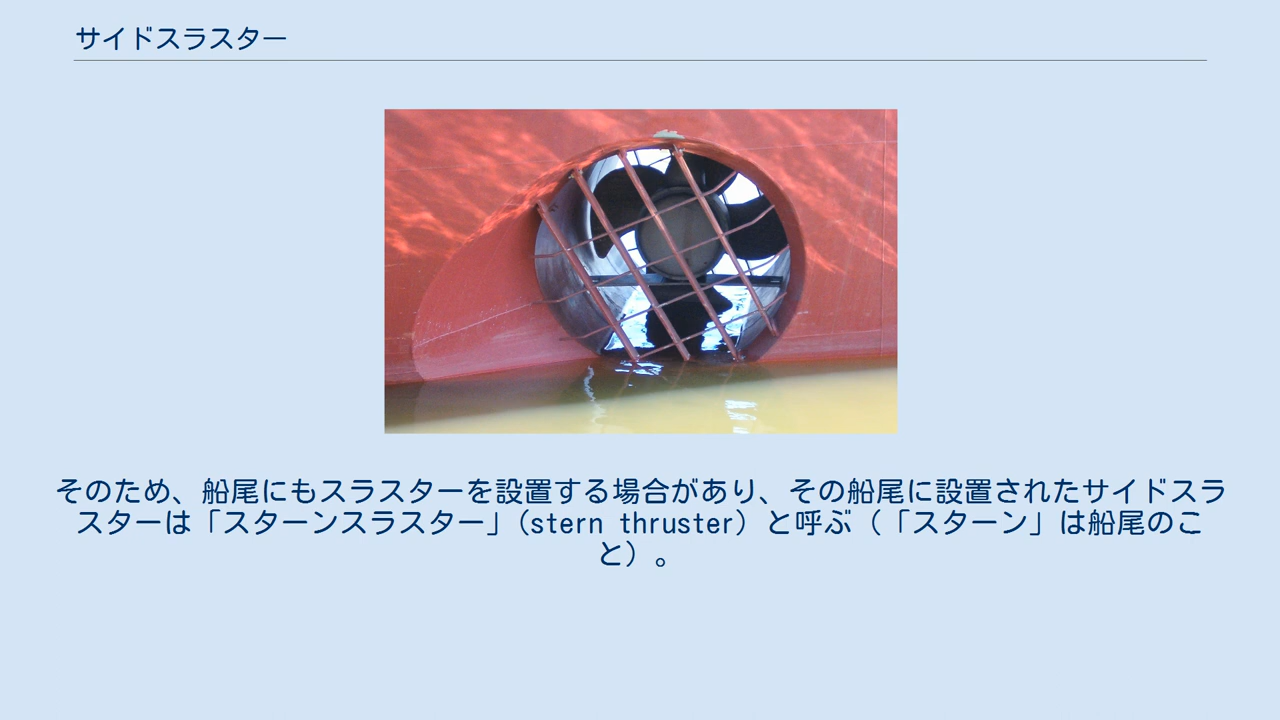 サイドスラスター
そのため、船尾にもスラスターを設置する場合があり、その船尾に設置されたサイドスラ
スターは「スターンスラスター」（stern thruster）と呼ぶ（「スターン」は船尾のこ
と）。